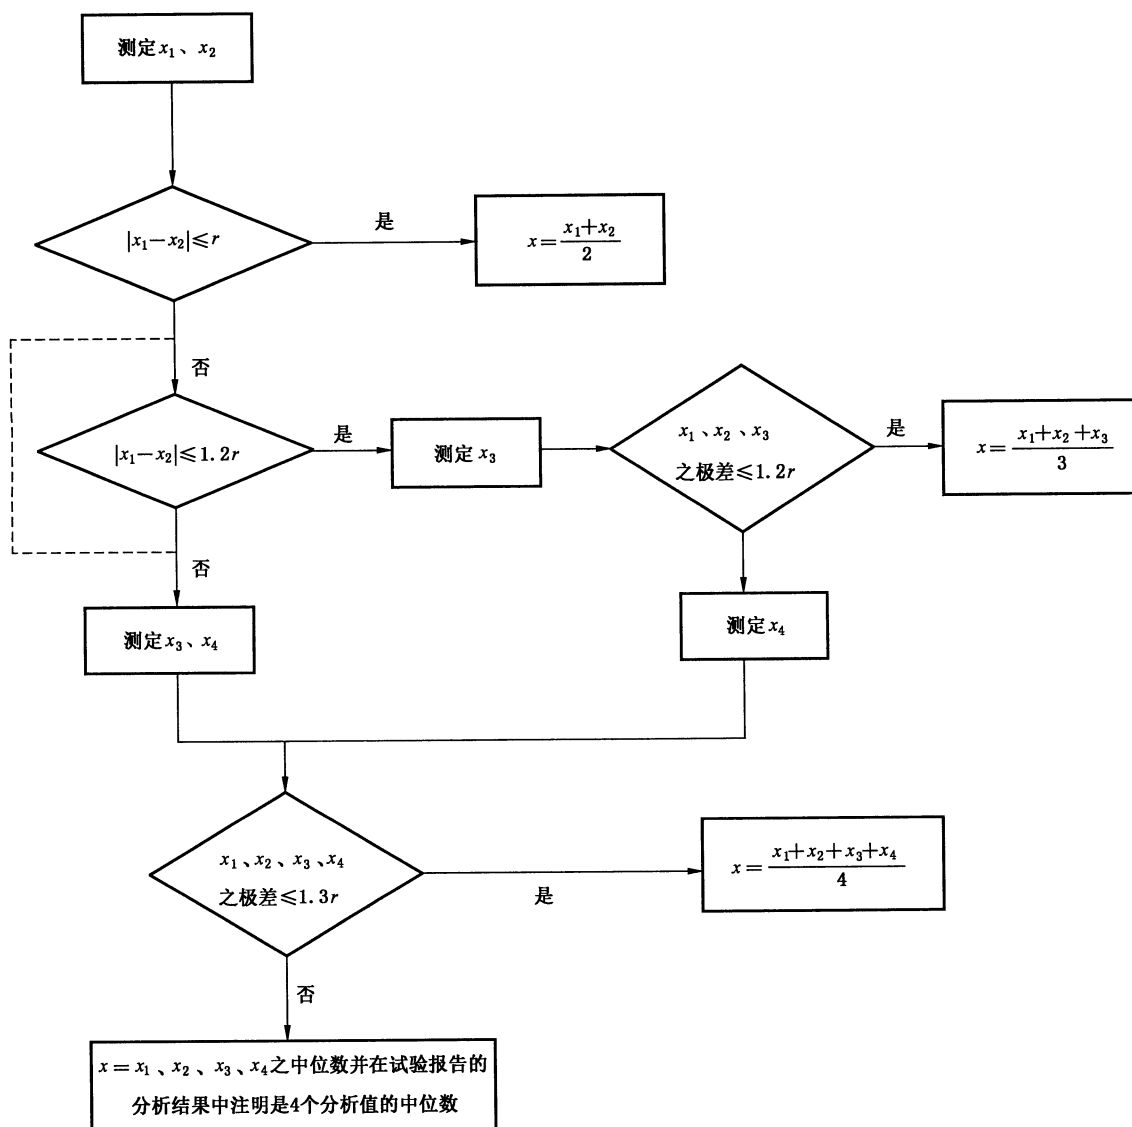 测定x₁、x₂
|x₁-x₂|≤r
是
x=(x₁+x₂)/2
否
|x₁-x₂|≤1.2r
是
测定x₃
x₁、x₂、x₃
之极差≤1.2r
是
x=(x₁+x₂+x₃)/3
否
测定x₃、x₄
测定x₄
x₁、x₂、x₃、x₄
之极差≤1.3r
是
x=(x₁+x₂+x₃+x₄)/4
否
x=x₁、x₂、x₃、x₄之中位数并在试验报告的
分析结果中注明是4个分析值的中位数